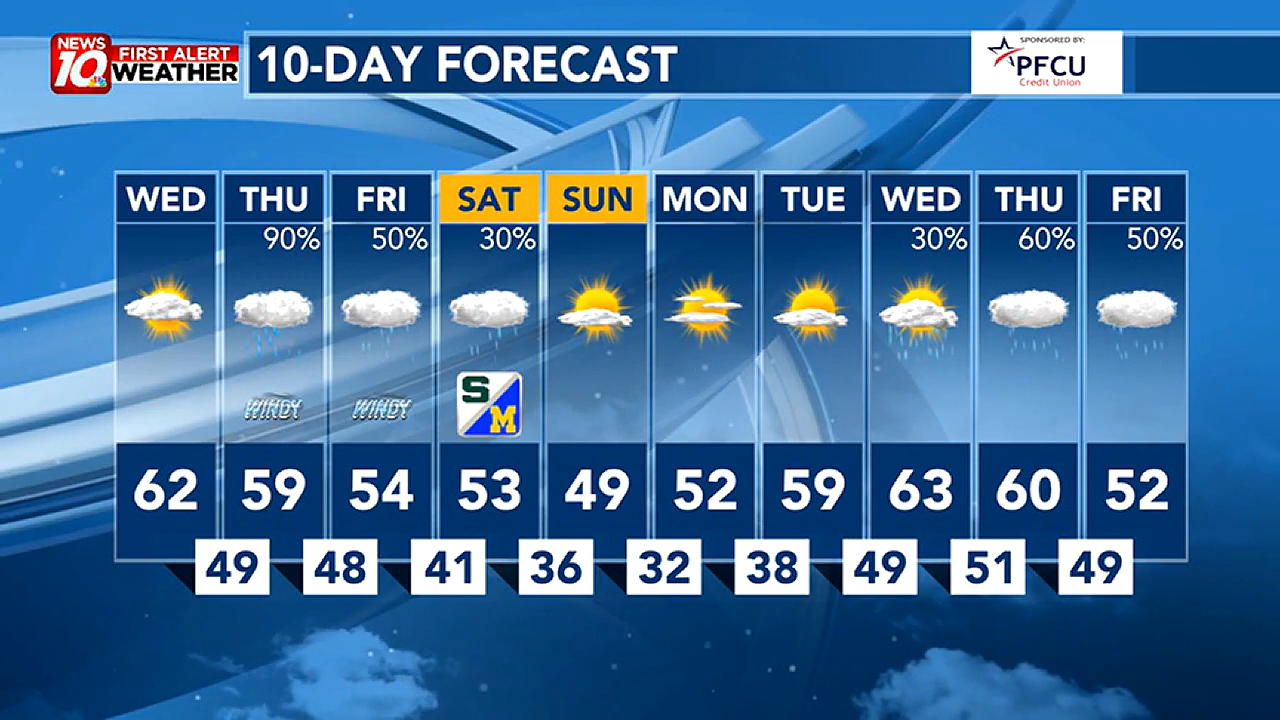 NEWS
10
FIRST ALERT
WEATHER
10-DAY FORECAST
SPONSORED BY:
PFCU
Credit Union
WED THU FRI SAT SUN MON TUE WED THU FRI
90% 50% 30% 30% 60% 50%
WINDY WINDY
S
M
62 59 54 53 49 52 59 63 60 52
49 48 41 36 32 38 49 51 49